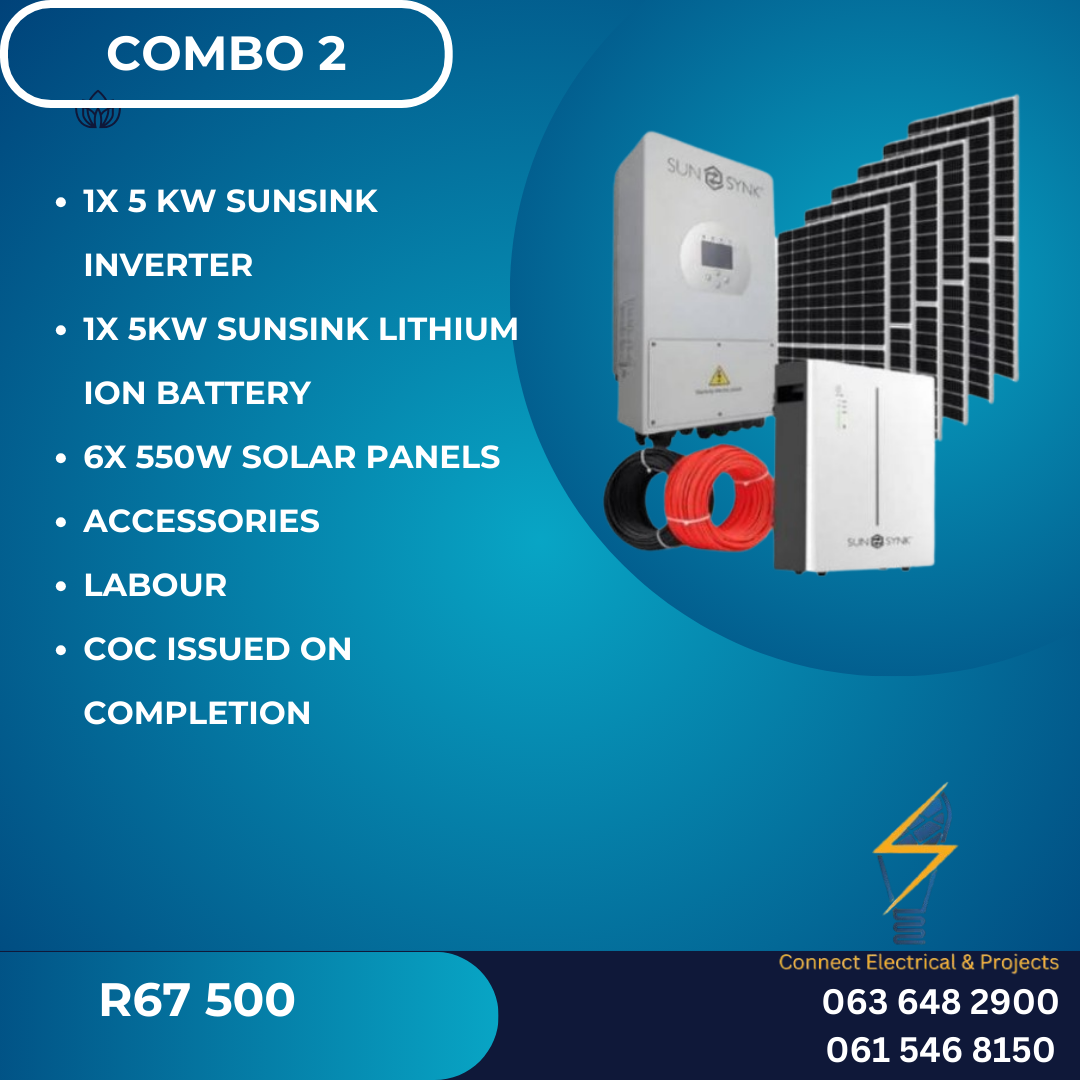 COMBO 2
1X 5 KW SUNSINK
INVERTER
1X 5KW SUNSINK LITHIUM
ION BATTERY
6X 550W SOLAR PANELS
ACCESSORIES
LABOUR
COC ISSUED ON
COMPLETION
SUN SYNK
SUN SYNK
Connect Electrical & Projects
R67 500
063 648 2900
061 546 8150